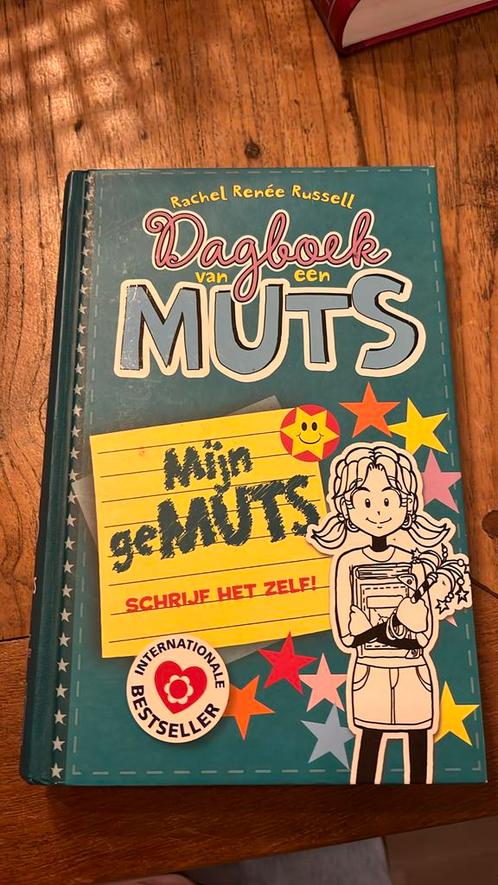 Rachel Renée Russell
Dagboek
van een
MUTS
Mijn
geMUTS
SCHRIJF HET ZELF!
INTERNATIONALE
BESTSELLER